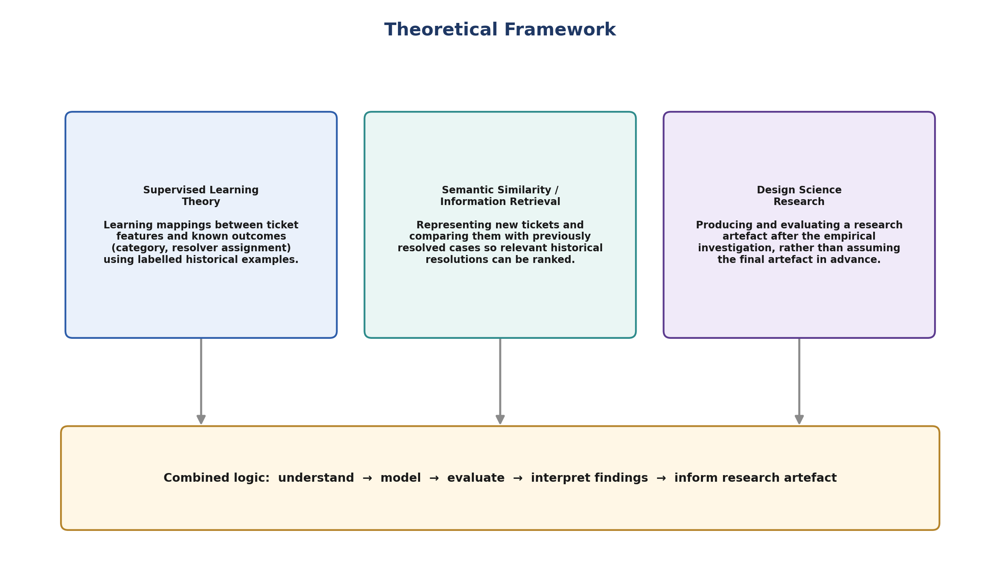 Theoretical Framework
Supervised Learning
Theory
Learning mappings between ticket
features and known outcomes
(category, resolver assignment)
using labelled historical examples.
Semantic Similarity /
Information Retrieval
Representing new tickets and
comparing them with previously
resolved cases so relevant historical
resolutions can be ranked.
Design Science
Research
Producing and evaluating a research
artefact after the empirical
investigation, rather than assuming
the final artefact in advance.
Combined logic:  understand  →  model  →  evaluate  →  interpret findings  →  inform research artefact